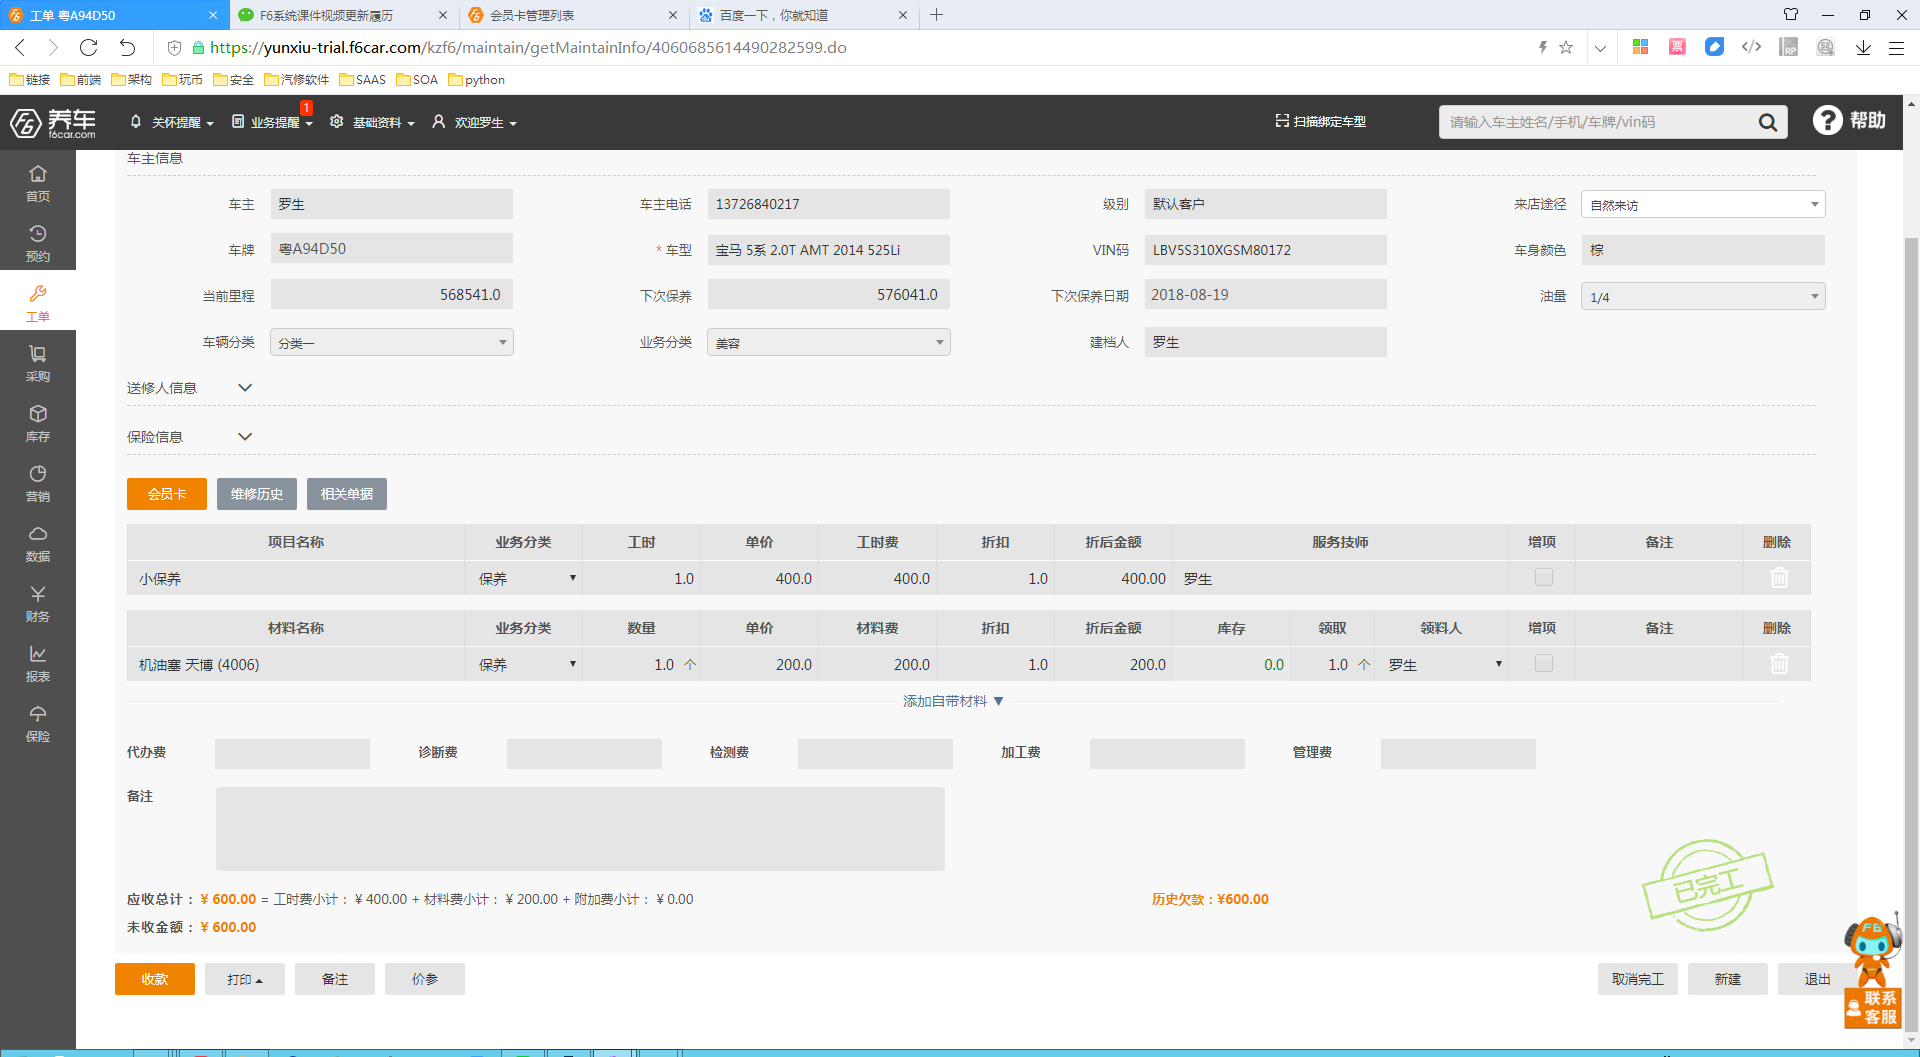 工单 粤A94D50
F6系统课件视频更新履历
会员卡管理列表
百度一下，你就知道
https://yunxiu-trial.f6car.com/kzf6/maintain/getMaintainInfo/4060685614490282599.do
票
RP
链接
前端
架构
玩币
安全
汽修软件
SAAS
SOA
python
养车
f6car.com
关怀提醒
业务提醒
1
基础资料
欢迎罗生
扫描绑定车型
请输入车主姓名/手机/车牌/vin码
帮助
首页
预约
工单
采购
库存
营销
数据
财务
报表
保险
车主信息
车主 罗生 车主电话 13726840217 级别 默认客户 来店途径 自然来访
车牌 粤A94D50 * 车型 宝马 5系 2.0T AMT 2014 525Li VIN码 LBV5S310XGSM80172 车身颜色 棕
当前里程 568541.0 下次保养 576041.0 下次保养日期 2018-08-19 油量 1/4
车辆分类 分类一 业务分类 美容 建档人 罗生
送修人信息
保险信息
会员卡 维修历史 相关单据
项目名称 业务分类 工时 单价 工时费 折扣 折后金额 服务技师 增项 备注 删除
小保养 保养 1.0 400.0 400.0 1.0 400.00 罗生
材料名称 业务分类 数量 单价 材料费 折扣 折后金额 库存 领取 领料人 增项 备注 删除
机油塞 天博 (4006) 保养 1.0 个 200.0 200.0 1.0 200.0 0.0 1.0 个 罗生
添加自带材料 ▼
代办费 诊断费 检测费 加工费 管理费
备注
应收总计： ¥ 600.00 = 工时费小计： ¥ 400.00 + 材料费小计： ¥ 200.00 + 附加费小计： ¥ 0.00
历史欠款：¥600.00
未收金额： ¥ 600.00
已完工
F6
联系
客服
收款 打印 备注 价参 取消完工 新建 退出